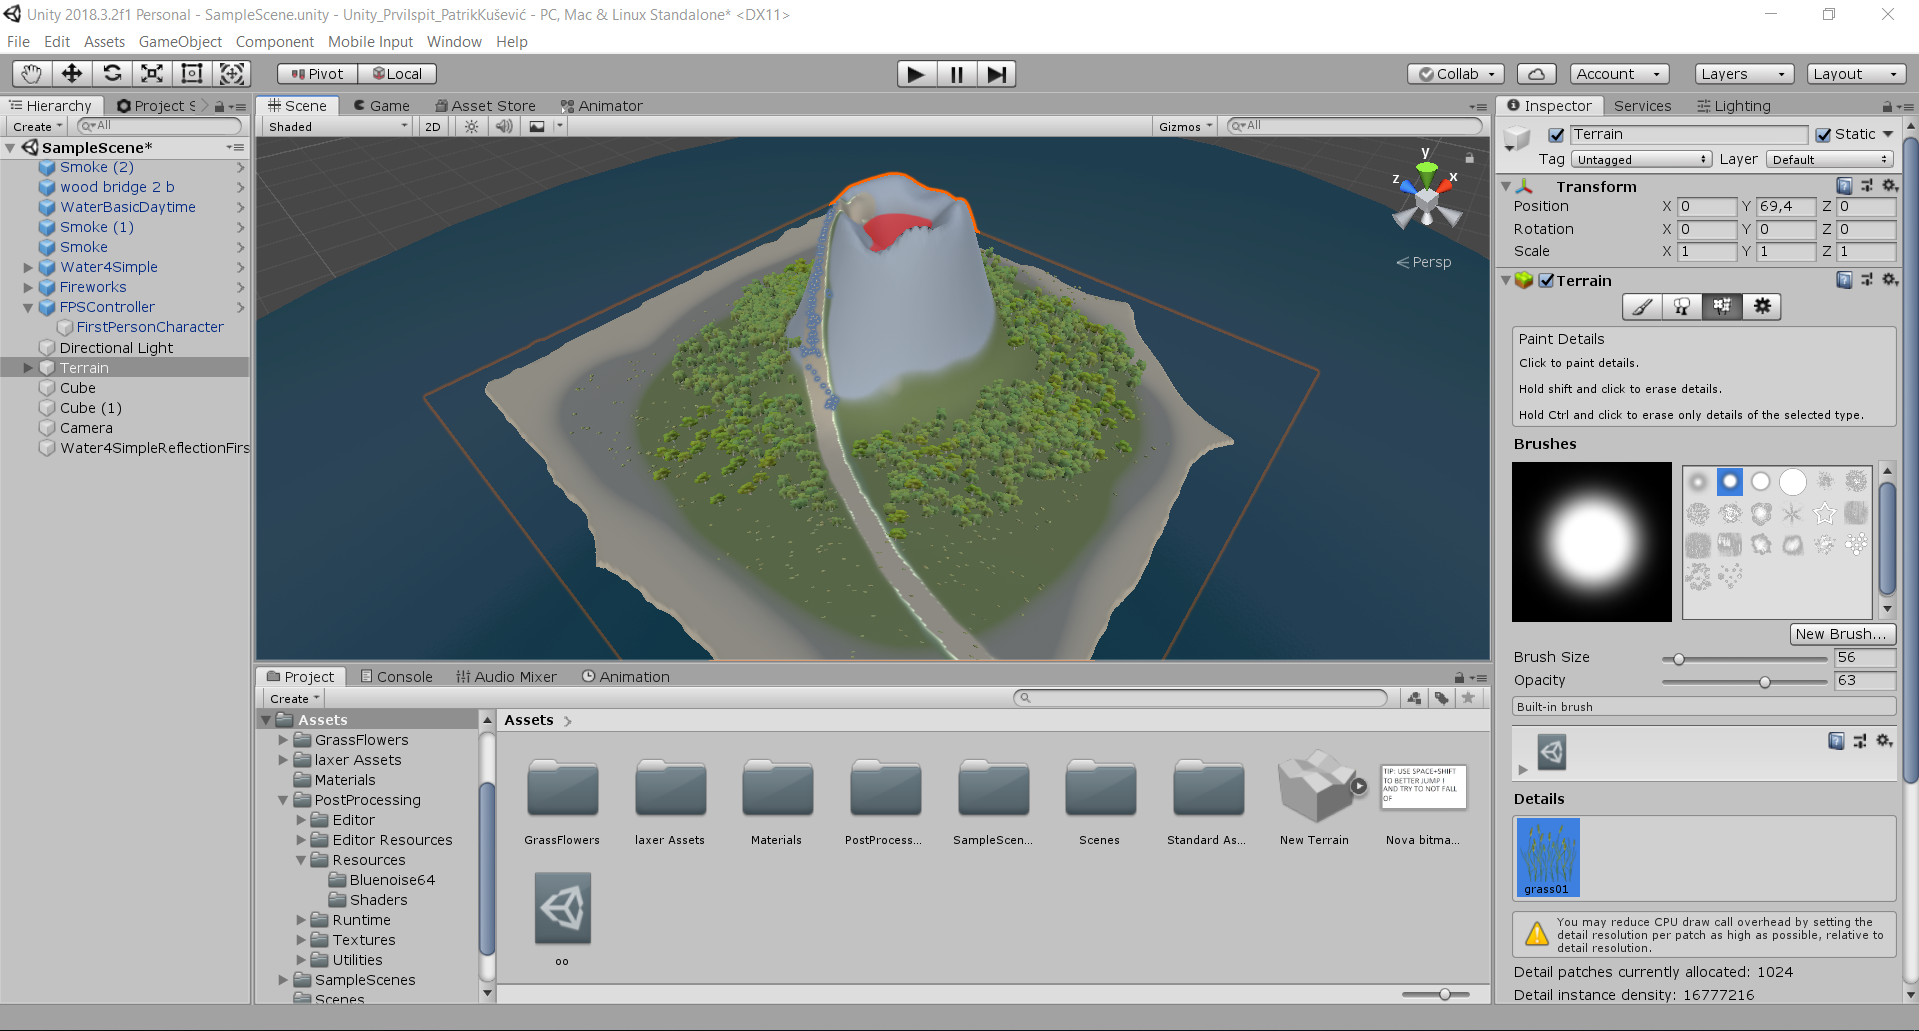 Unity 2018.3.2f1 Personal - SampleScene.unity - Unity_PrviIspit_PatrikKušević - PC, Mac & Linux Standalone* <DX11>
File Edit Assets GameObject Component Mobile Input Window Help
Pivot Local Collab Account Layers Layout
Hierarchy Project S
Create All
SampleScene*
Smoke (2)
wood bridge 2 b
WaterBasicDaytime
Smoke (1)
Smoke
Water4Simple
Fireworks
FPSController
FirstPersonCharacter
Directional Light
Terrain
Cube
Cube (1)
Camera
Water4SimpleReflectionFirs
Scene Game Asset Store Animator
Shaded 2D Gizmos All
y
z x
Persp
Project Console Audio Mixer Animation
Create
Assets
GrassFlowers
laxer Assets
Materials
PostProcessing
Editor
Editor Resources
Resources
Bluenoise64
Shaders
Runtime
Textures
Utilities
SampleScenes
Scenes
Assets
TIP: USE SPACE+SHIFT
TO BETTER JUMP !
AND TRY TO NOT FALL
OF
GrassFlowers laxer Assets Materials PostProcess... SampleScen... Scenes Standard As... New Terrain Nova bitma...
oo
Inspector Services Lighting
Terrain Static
Tag Untagged Layer Default
Transform
Position X 0 Y 69,4 Z 0
Rotation X 0 Y 0 Z 0
Scale X 1 Y 1 Z 1
Terrain
Paint Details
Click to paint details.
Hold shift and click to erase details.
Hold Ctrl and click to erase only details of the selected type.
Brushes
New Brush...
Brush Size 56
Opacity 63
Built-in brush
Details
grass01
You may reduce CPU draw call overhead by setting the
detail resolution per patch as high as possible, relative to
detail resolution.
Detail patches currently allocated: 1024
Detail instance density: 16777216